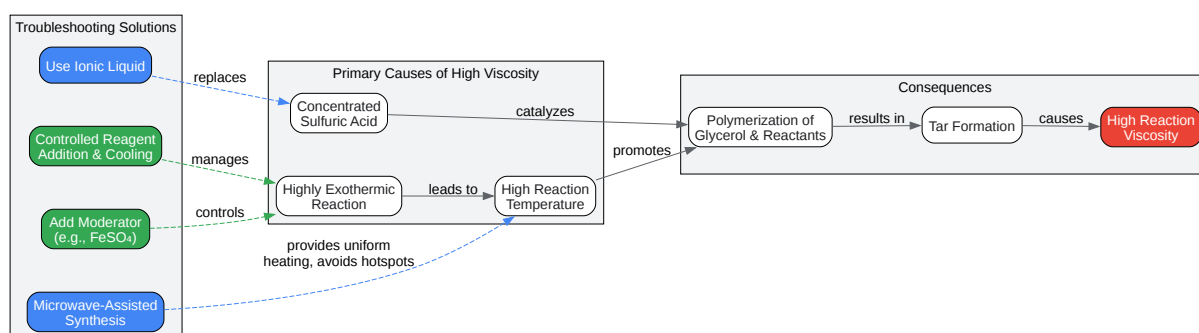 Troubleshooting Solutions
Use Ionic Liquid
Controlled Reagent
Addition & Cooling
Add Moderator
(e.g., FeSO₄)
Microwave-Assisted
Synthesis
replaces
manages
controls
provides uniform
heating, avoids hotspots
Primary Causes of High Viscosity
Concentrated
Sulfuric Acid
Highly Exothermic
Reaction
leads to
High Reaction
Temperature
catalyzes
promotes
Consequences
Polymerization of
Glycerol & Reactants
results in
Tar Formation
causes
High Reaction
Viscosity